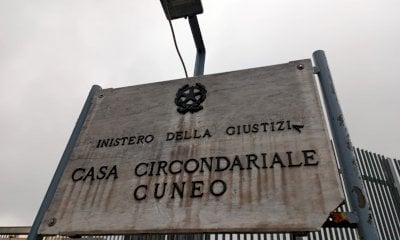 INISTERO DELLA GIUSTIZI
CASA CIRCONDARIALE
CUNEO